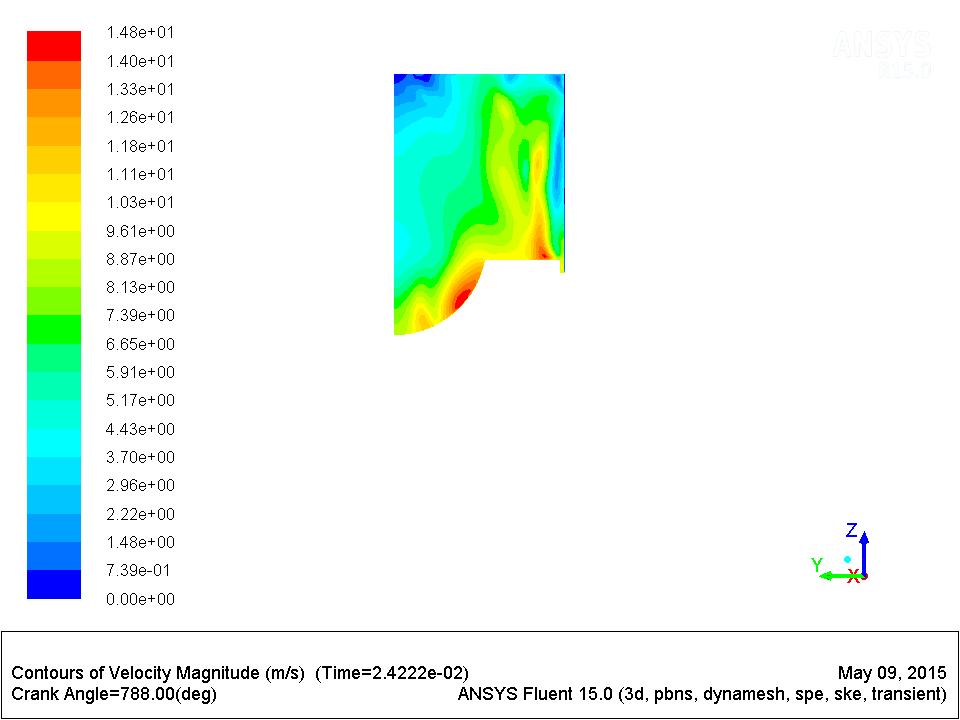 1.48e+01
1.40e+01
1.33e+01
1.26e+01
1.18e+01
1.11e+01
1.03e+01
9.61e+00
8.87e+00
8.13e+00
7.39e+00
6.65e+00
5.91e+00
5.17e+00
4.43e+00
3.70e+00
2.96e+00
2.22e+00
1.48e+00
7.39e-01
0.00e+00
ANSYS
R15.0
Z
Y
X
Contours of Velocity Magnitude (m/s)  (Time=2.4222e-02)
Crank Angle=788.00(deg)
May 09, 2015
ANSYS Fluent 15.0 (3d, pbns, dynamesh, spe, ske, transient)